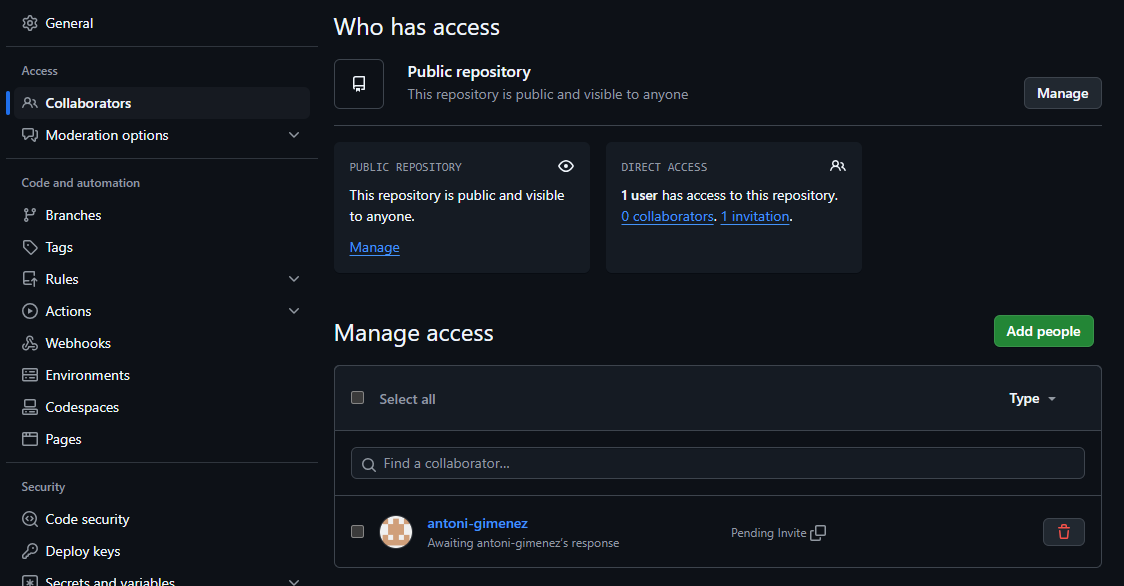 General
Access
Collaborators
Moderation options
Code and automation
Branches
Tags
Rules
Actions
Webhooks
Environments
Codespaces
Pages
Security
Code security
Deploy keys
Secrets and variables
Who has access
Public repository
This repository is public and visible to anyone
Manage
PUBLIC REPOSITORY
This repository is public and visible
to anyone.
Manage
DIRECT ACCESS
1 user has access to this repository.
0 collaborators. 1 invitation.
Manage access
Add people
Select all
Type
Find a collaborator...
antoni-gimenez
Awaiting antoni-gimenez's response
Pending Invite